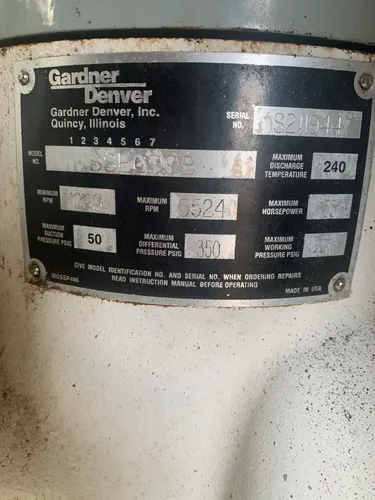 Gardner
Denver
Gardner Denver, Inc.
Quincy, Illinois
SERIAL NO.
1 2 3 4 5 6 7
MODEL NO.
MAXIMUM DISCHARGE TEMPERATURE 240
MINIMUM RPM
MAXIMUM RPM 6524
MAXIMUM HORSEPOWER
MAXIMUM SUCTION PRESSURE PSIG 50
MAXIMUM DIFFERENTIAL PRESSURE PSIG 350
MAXIMUM WORKING PRESSURE PSIG
GIVE MODEL IDENTIFICATION NO. AND SERIAL NO. WHEN ORDERING REPAIRS
READ INSTRUCTION MANUAL BEFORE OPERATING
MADE IN USA